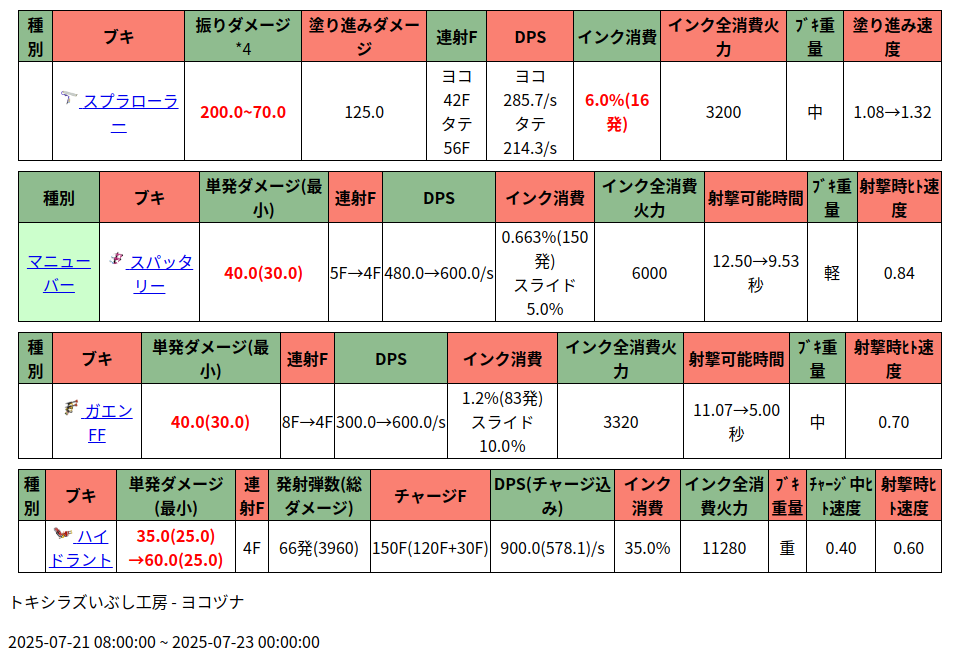 種別 ブキ 振りダメージ*4 塗り進みダメージ 連射F DPS インク消費 インク全消費火力 ﾌﾞｷ重量 塗り進み速度
スプラローラー 200.0~70.0 125.0 ヨコ 42F タテ 56F ヨコ 285.7/s タテ 214.3/s 6.0%(16発) 3200 中 1.08→1.32
種別 ブキ 単発ダメージ(最小) 連射F DPS インク消費 インク全消費火力 射撃可能時間 ﾌﾞｷ重量 射撃時ﾋﾄ速度
マニューバー スパッタリー 40.0(30.0) 5F→4F 480.0→600.0/s 0.663%(150発) スライド 5.0% 6000 12.50→9.53秒 軽 0.84
種別 ブキ 単発ダメージ(最小) 連射F DPS インク消費 インク全消費火力 射撃可能時間 ﾌﾞｷ重量 射撃時ﾋﾄ速度
ガエンFF 40.0(30.0) 8F→4F 300.0→600.0/s 1.2%(83発) スライド 10.0% 3320 11.07→5.00秒 中 0.70
種別 ブキ 単発ダメージ(最小) 連射F 発射弾数(総ダメージ) チャージF DPS(チャージ込み) インク消費 インク全消費火力 ﾌﾞｷ重量 ﾁｬｰｼﾞ中ﾋﾄ速度 射撃時ﾋﾄ速度
ハイドラント 35.0(25.0)→60.0(25.0) 4F 66発(3960) 150F(120F+30F) 900.0(578.1)/s 35.0% 11280 重 0.40 0.60
トキシラズいぶし工房 - ヨコヅナ
2025-07-21 08:00:00 ~ 2025-07-23 00:00:00